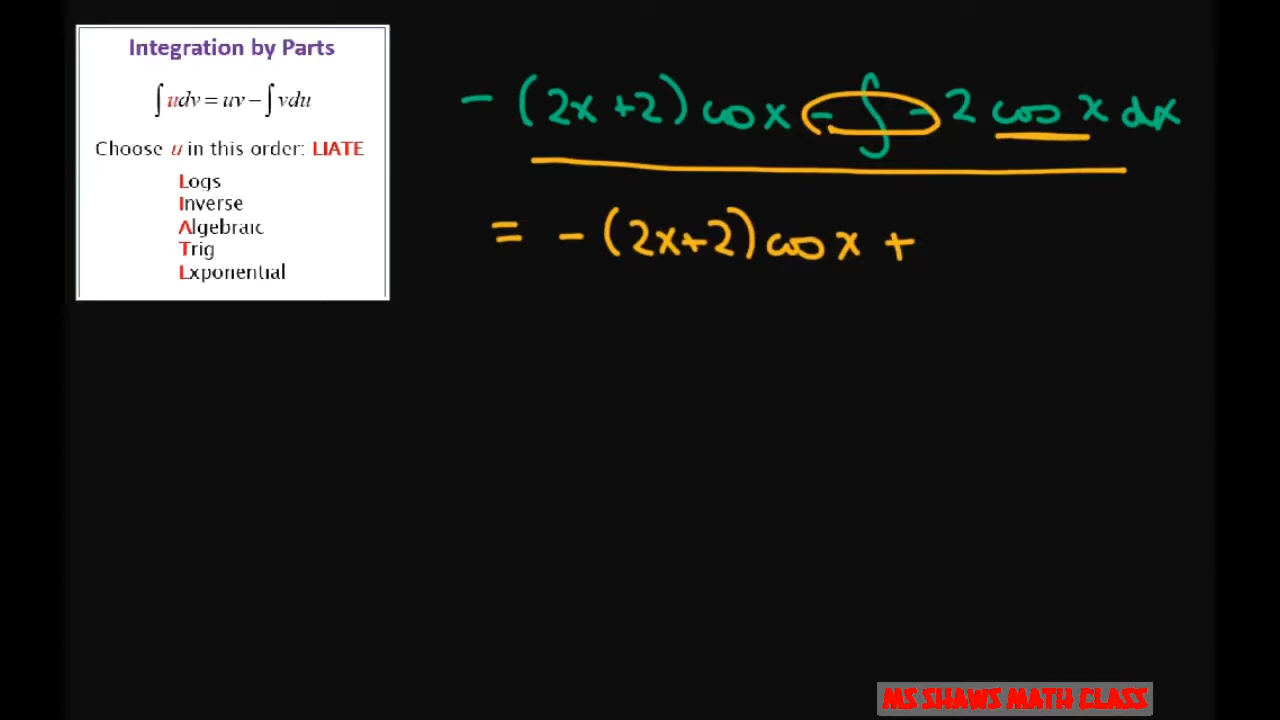 Integration by Parts
∫udv = uv − ∫vdu
Choose u in this order: LIATE
Logs
Inverse
Algebraic
Trig
Exponential
− (2x +2) cos x − ∫ − 2 cos x dx
= − (2x+2) cos x +
MS SHAWS MATH CLASS